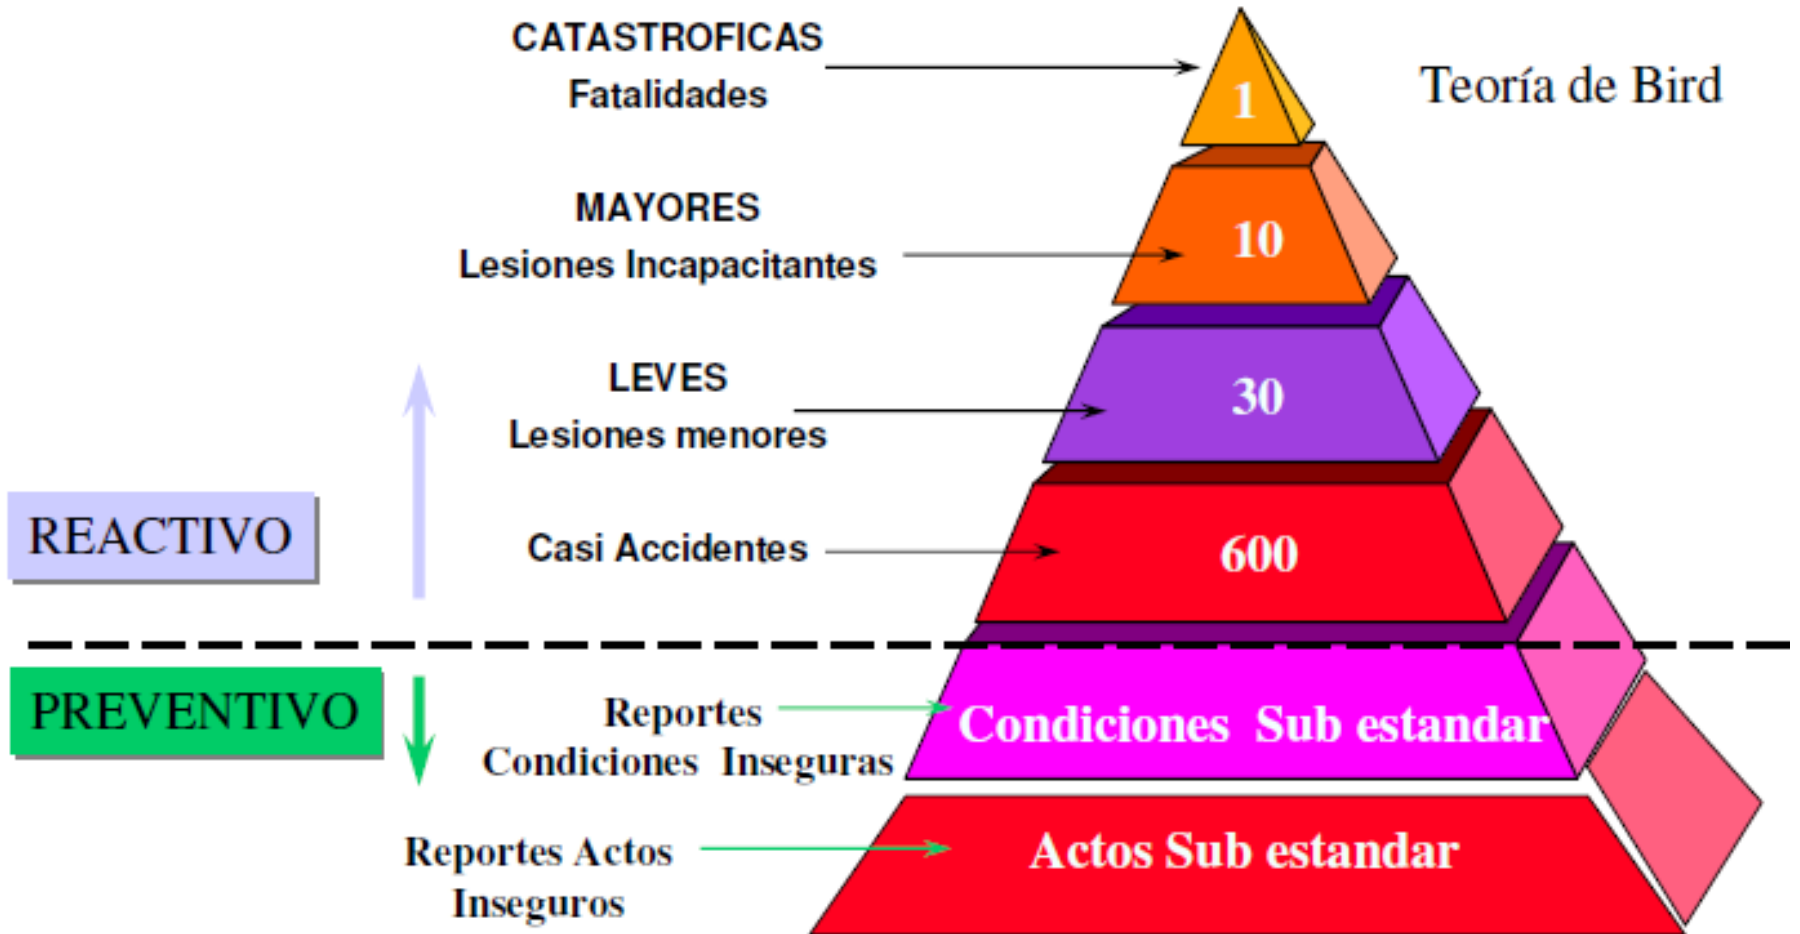 CATASTROFICAS
Fatalidades
1
Teoría de Bird
MAYORES
Lesiones Incapacitantes
10
LEVES
Lesiones menores
30
REACTIVO
Casi Accidentes
600
PREVENTIVO
Reportes
Condiciones Inseguras
Condiciones Sub estandar
Reportes Actos
Inseguros
Actos Sub estandar